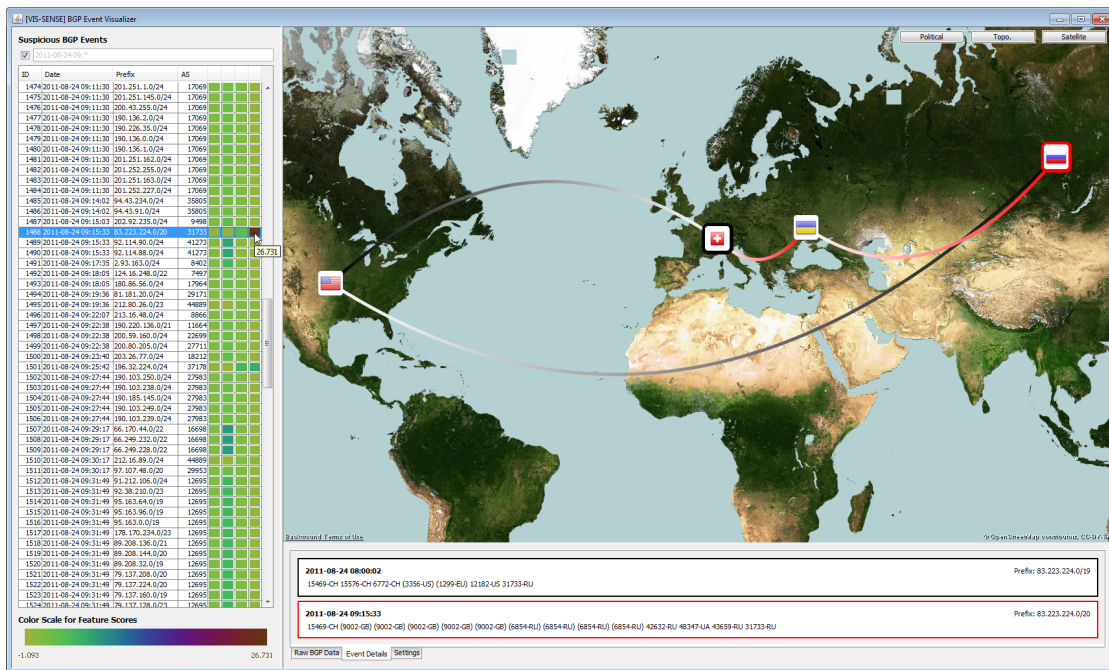 [VIS-SENSE] BGP Event Visualizer
Suspicious BGP Events
2011-08-24 09:*
ID Date Prefix AS
1474 2011-08-24 09:11:30 201.251.1.0/24 17069
1475 2011-08-24 09:11:30 201.251.145.0/24 17069
1476 2011-08-24 09:11:30 200.43.255.0/24 17069
1477 2011-08-24 09:11:30 190.136.2.0/24 17069
1478 2011-08-24 09:11:30 190.226.35.0/24 17069
1479 2011-08-24 09:11:30 190.136.0.0/24 17069
1480 2011-08-24 09:11:30 190.136.1.0/24 17069
1481 2011-08-24 09:11:30 201.251.162.0/24 17069
1482 2011-08-24 09:11:30 201.252.255.0/24 17069
1483 2011-08-24 09:11:30 201.251.163.0/24 17069
1484 2011-08-24 09:11:30 201.252.227.0/24 17069
1485 2011-08-24 09:14:02 94.43.234.0/24 35805
1486 2011-08-24 09:14:02 94.43.91.0/24 35805
1487 2011-08-24 09:15:03 202.92.235.0/24 9498
1488 2011-08-24 09:15:33 83.223.224.0/20 31733
1489 2011-08-24 09:15:33 92.114.90.0/24 41273
1490 2011-08-24 09:15:33 92.114.88.0/24 41273
26.731
1491 2011-08-24 09:17:35 2.93.163.0/24 8402
1492 2011-08-24 09:18:05 124.16.248.0/22 7497
1493 2011-08-24 09:18:05 180.86.56.0/24 17964
1494 2011-08-24 09:19:36 81.181.20.0/24 29171
1495 2011-08-24 09:19:36 212.80.26.0/23 44889
1496 2011-08-24 09:22:07 213.16.48.0/24 8866
1497 2011-08-24 09:22:38 190.220.136.0/21 11664
1498 2011-08-24 09:22:38 200.59.160.0/24 22699
1499 2011-08-24 09:22:38 200.80.205.0/24 27711
1500 2011-08-24 09:23:40 203.26.77.0/24 18212
1501 2011-08-24 09:25:42 196.32.224.0/24 37178
1502 2011-08-24 09:27:44 190.103.250.0/24 27983
1503 2011-08-24 09:27:44 190.103.238.0/24 27983
1504 2011-08-24 09:27:44 190.185.145.0/24 27983
1505 2011-08-24 09:27:44 190.103.249.0/24 27983
1506 2011-08-24 09:27:44 190.103.239.0/24 27983
1507 2011-08-24 09:29:17 66.170.44.0/22 16698
1508 2011-08-24 09:29:17 66.249.232.0/22 16698
1509 2011-08-24 09:29:17 66.249.228.0/22 16698
1510 2011-08-24 09:30:17 212.16.89.0/24 44889
1511 2011-08-24 09:30:17 97.107.48.0/20 29953
1512 2011-08-24 09:31:49 91.212.106.0/24 12695
1513 2011-08-24 09:31:49 92.38.210.0/23 12695
1514 2011-08-24 09:31:49 95.163.64.0/19 12695
1515 2011-08-24 09:31:49 95.163.96.0/19 12695
1516 2011-08-24 09:31:49 95.163.0.0/19 12695
1517 2011-08-24 09:31:49 178.170.234.0/23 12695
1518 2011-08-24 09:31:49 89.208.136.0/21 12695
1519 2011-08-24 09:31:49 89.208.144.0/20 12695
1520 2011-08-24 09:31:49 89.208.32.0/19 12695
1521 2011-08-24 09:31:49 79.137.208.0/20 12695
1522 2011-08-24 09:31:49 79.137.224.0/20 12695
1523 2011-08-24 09:31:49 79.137.160.0/19 12695
1524 2011-08-24 09:31:49 79.137.128.0/23 12695
Color Scale for Feature Scores
-1.093 26.731
Political Topo. Satellite
Background Terms of Use
© OpenStreetMap contributors, CC-BY-SA
2011-08-24 08:00:02 Prefix: 83.223.224.0/19
15469-CH 15576-CH 6772-CH (3356-US) (1299-EU) 12182-US 31733-RU
2011-08-24 09:15:33 Prefix: 83.223.224.0/20
15469-CH (9002-GB) (9002-GB) (9002-GB) (9002-GB) (9002-GB) (6854-RU) (6854-RU) (6854-RU) (6854-RU) 42632-RU 48347-UA 43659-RU 31733-RU
Raw BGP Data Event Details Settings